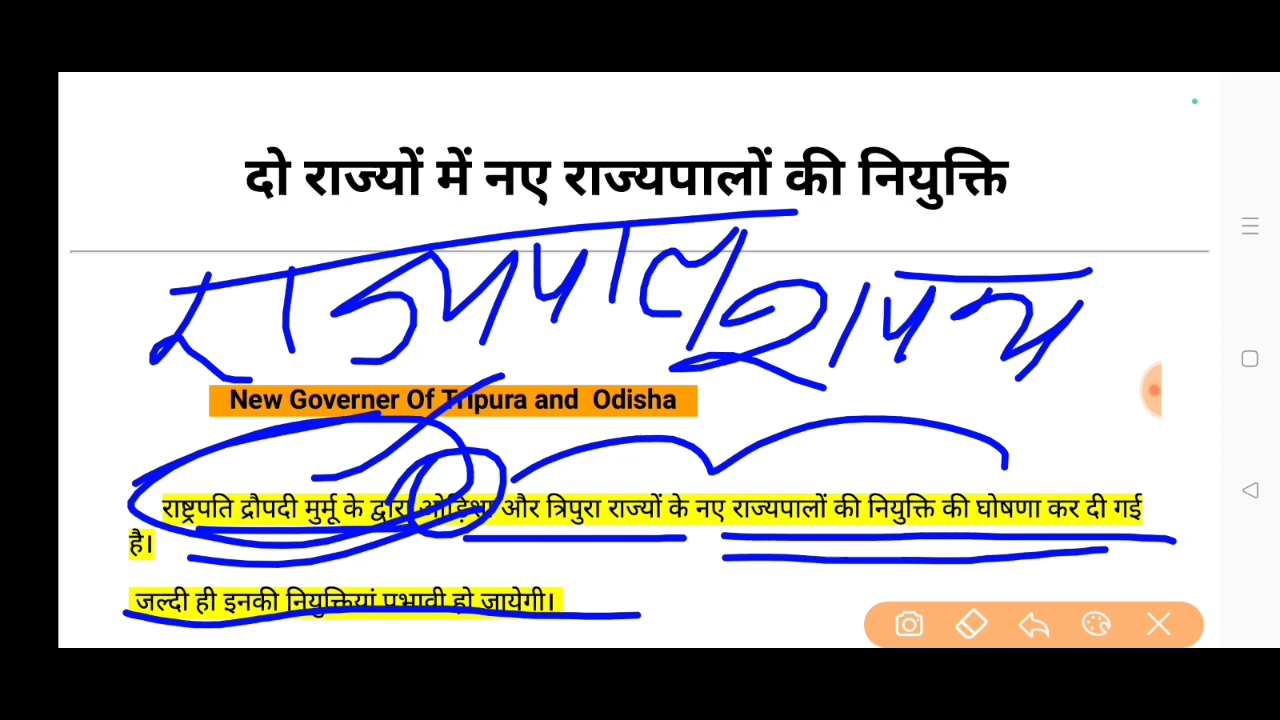 दो राज्यों में नए राज्यपालों की नियुक्ति
राज्यपाल शपथ
New Governer Of Tripura and Odisha
राष्ट्रपति द्रौपदी मुर्मू के द्वारा ओड़िशा और त्रिपुरा राज्यों के नए राज्यपालों की नियुक्ति की घोषणा कर दी गई
है।
जल्दी ही इनकी नियुक्तियां प्रभावी हो जायेगी।